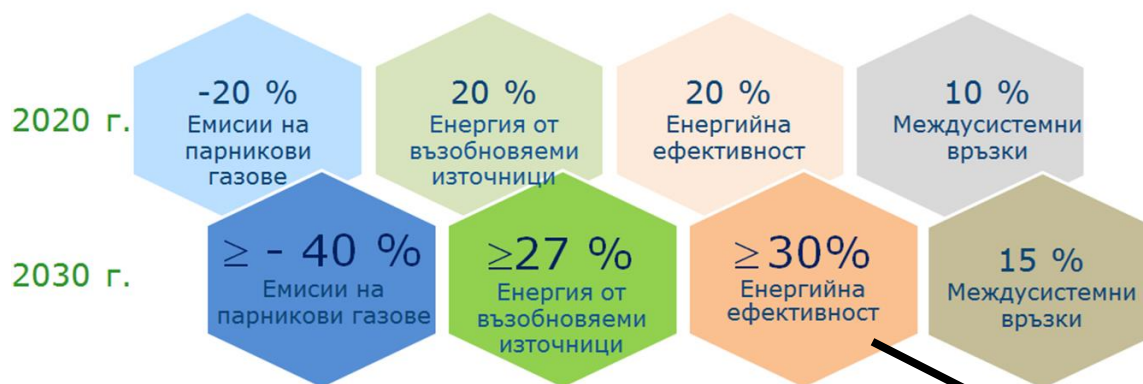 2020 г.
-20 %
Емисии на
парникови
газове
20 %
Енергия от
възобновяеми
източници
20 %
Енергийна
ефективност
10 %
Междусистемни
връзки
2030 г.
≥ - 40 %
Емисии на
парникови газове
≥27 %
Енергия от
възобновяеми
източници
≥30%
Енергийна
ефективност
15 %
Междусистемни
връзки